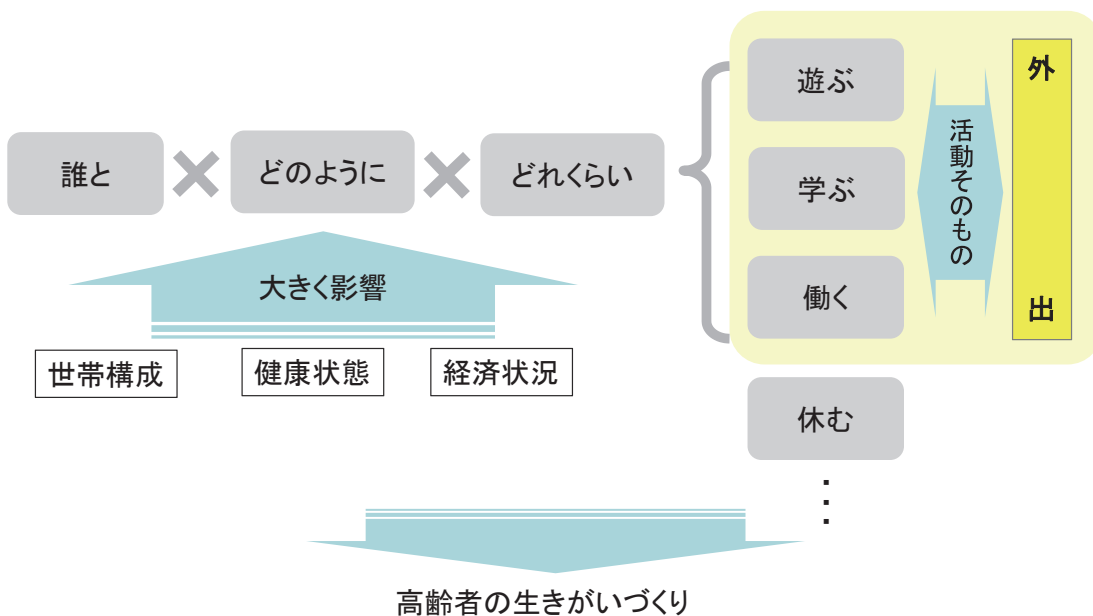 誰と
どのように
どれくらい
遊ぶ
学ぶ
働く
活動そのもの
外出
大きく影響
世帯構成
健康状態
経済状況
休む
高齢者の生きがいづくり